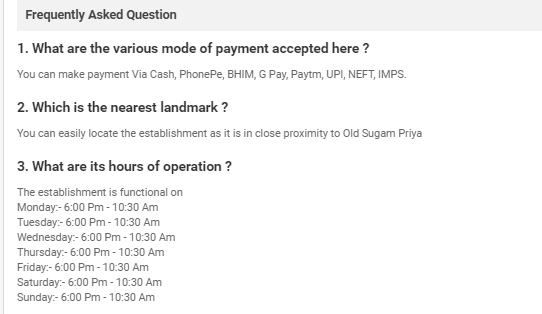 Frequently Asked Question
1. What are the various mode of payment accepted here ?
You can make payment Via Cash, PhonePe, BHIM, G Pay, Paytm, UPI, NEFT, IMPS.
2. Which is the nearest landmark ?
You can easily locate the establishment as it is in close proximity to Old Sugam Priya
3. What are its hours of operation ?
The establishment is functional on
Monday:- 6:00 Pm - 10:30 Am
Tuesday:- 6:00 Pm - 10:30 Am
Wednesday:- 6:00 Pm - 10:30 Am
Thursday:- 6:00 Pm - 10:30 Am
Friday:- 6:00 Pm - 10:30 Am
Saturday:- 6:00 Pm - 10:30 Am
Sunday:- 6:00 Pm - 10:30 Am